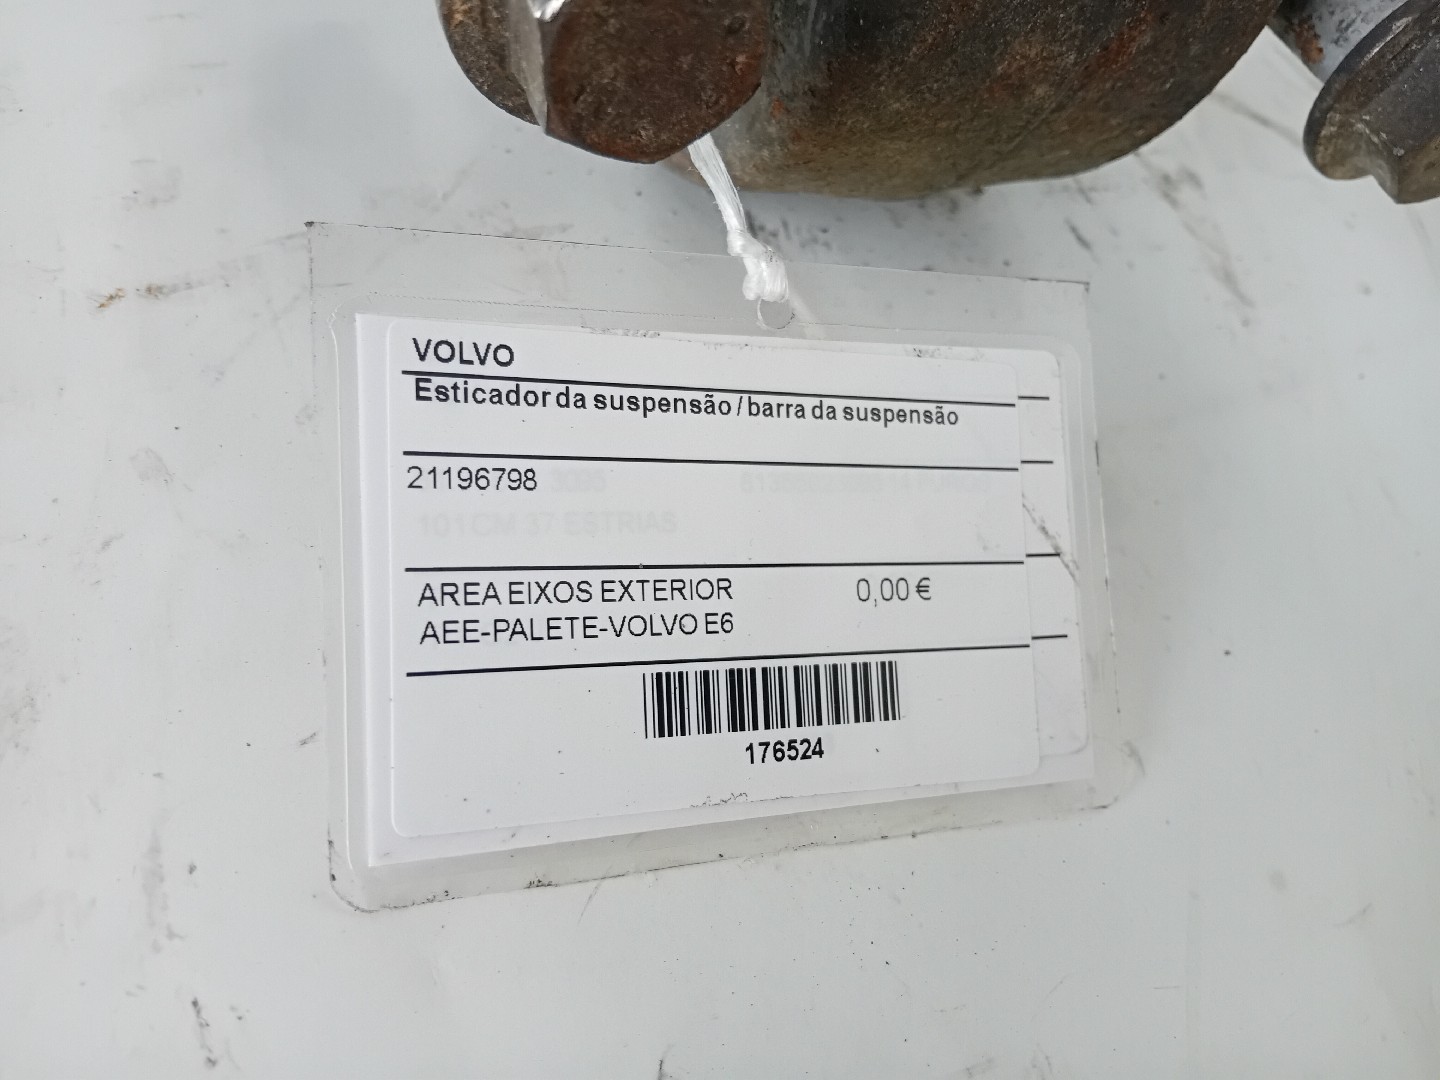 VOLVO
Esticador da suspensão / barra da suspensão
21196798
101CM 37 ESTRIAS
AREA EIXOS EXTERIOR 0,00 €
AEE-PALETE-VOLVO E6
176524